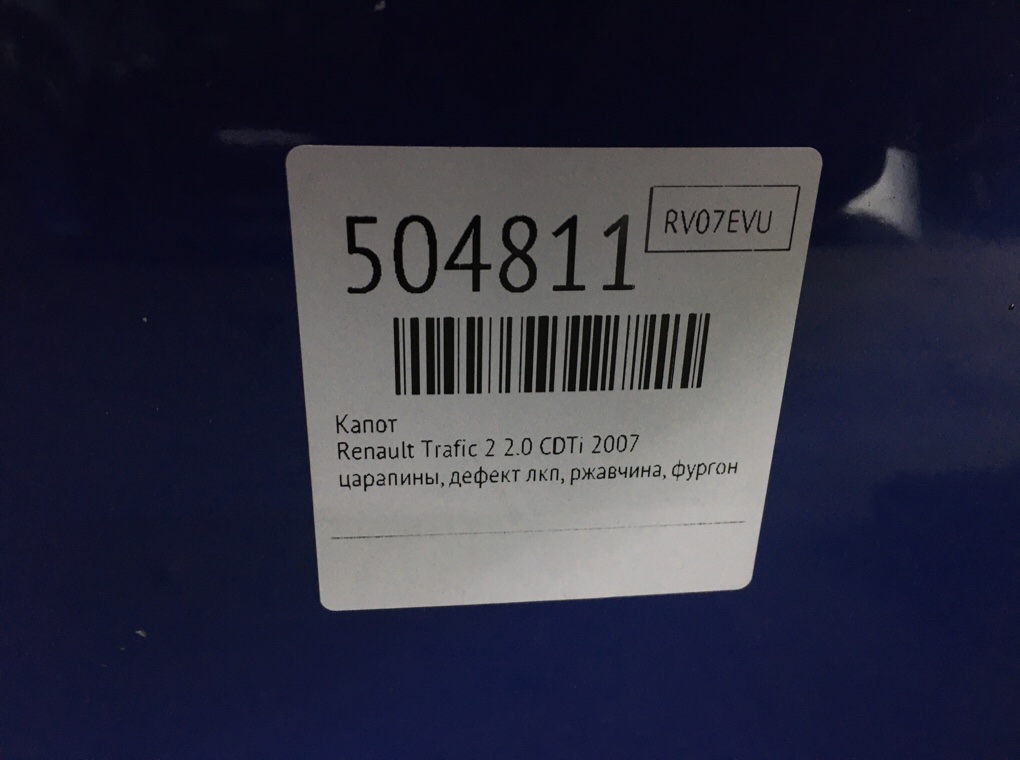 504811
RV07EVU
Капот
Renault Trafic 2 2.0 CDTi 2007
царапины, дефект лкп, ржавчина, фургон